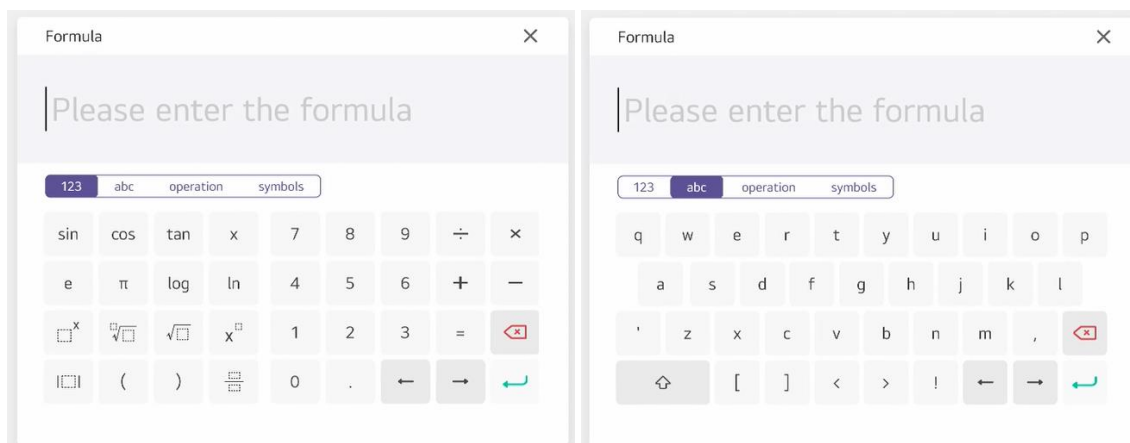 Formula ×
Please enter the formula
123 abc operation symbols
sin cos tan x 7 8 9 ÷ ×
e π log ln 4 5 6 + −
□ˣ ⁿ√□ √□ x□ 1 2 3 =
|□| ( ) □/□ 0 . ← →
Formula ×
Please enter the formula
123 abc operation symbols
q w e r t y u i o p
a s d f g h j k l
' z x c v b n m ,
[ ] < > ! ← →